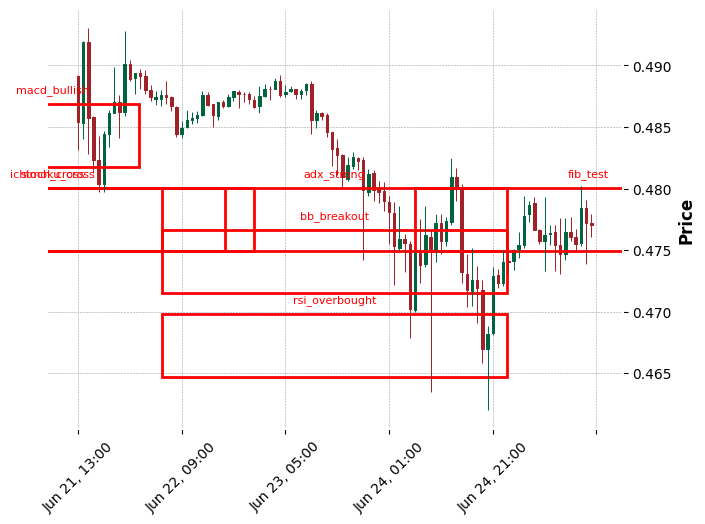 0.490
macd_bullish
0.485
adx_strong
fib_test
0.480
bb_breakout
Price
0.475
rsi_overbought
0.470
0.465
Jun 21, 13:00
Jun 22, 09:00
Jun 23, 05:00
Jun 24, 01:00
Jun 24, 21:00